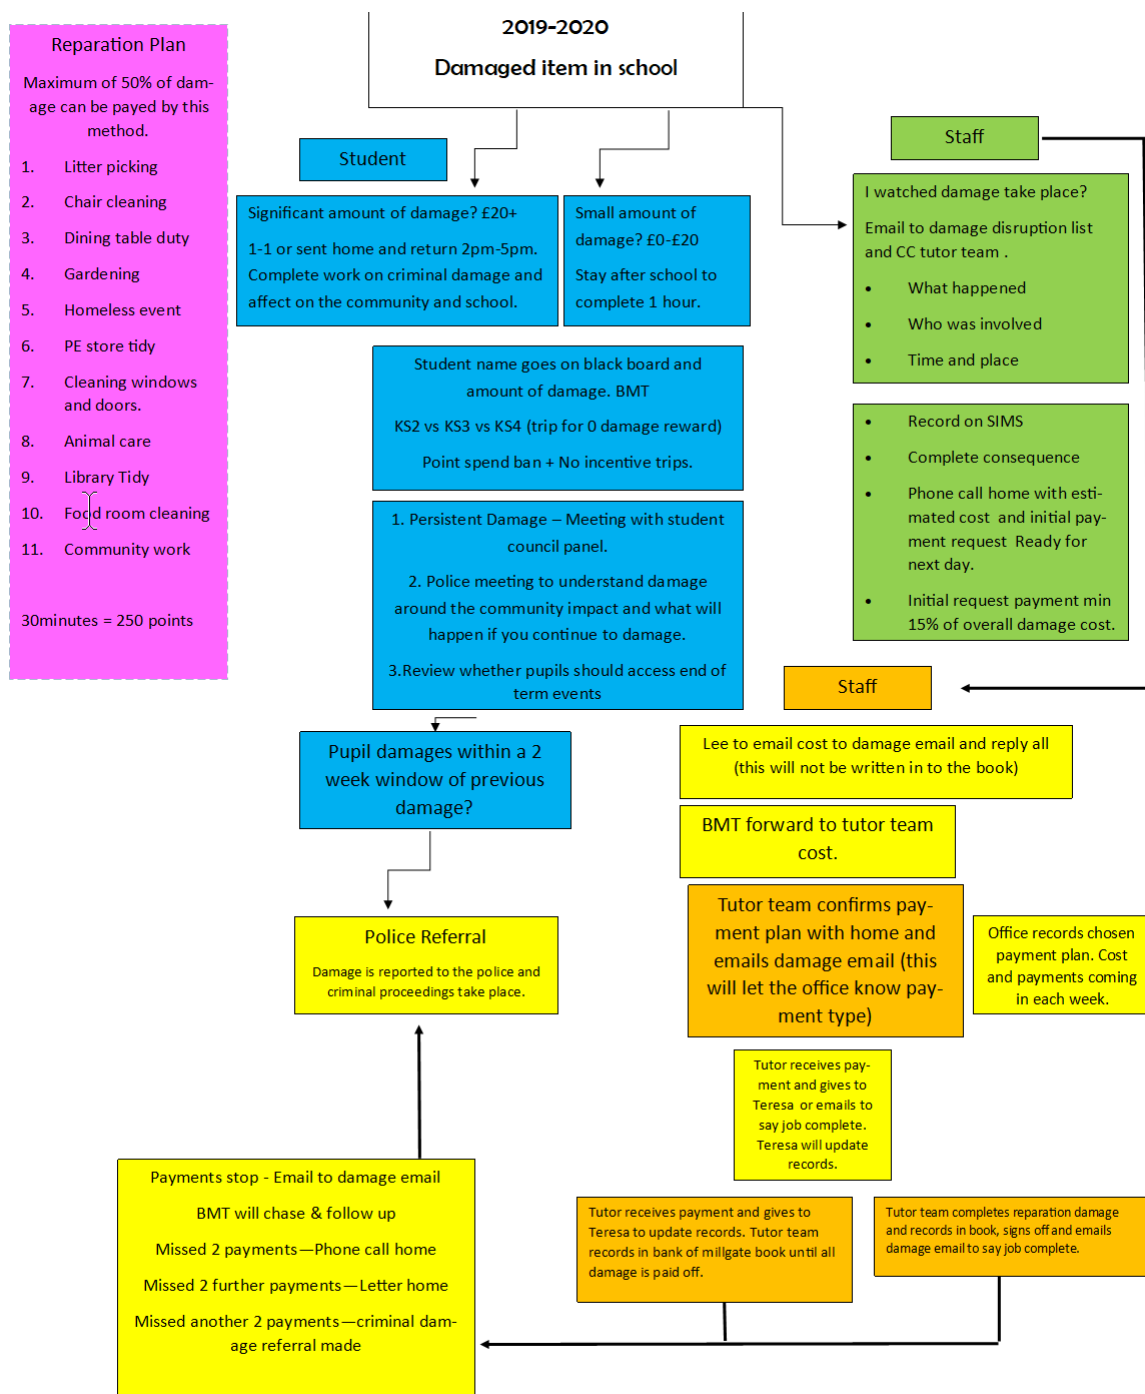 2019-2020
Damaged item in school
Reparation Plan
Maximum of 50% of dam-
age can be payed by this
method.
1. Litter picking
2. Chair cleaning
3. Dining table duty
4. Gardening
5. Homeless event
6. PE store tidy
7. Cleaning windows
and doors.
8. Animal care
9. Library Tidy
10. Food room cleaning
11. Community work
30minutes = 250 points
Student
Significant amount of damage? £20+
1-1 or sent home and return 2pm-5pm.
Complete work on criminal damage and
affect on the community and school.
Small amount of
damage? £0-£20
Stay after school to
complete 1 hour.
Student name goes on black board and
amount of damage. BMT
KS2 vs KS3 vs KS4 (trip for 0 damage reward)
Point spend ban + No incentive trips.
1. Persistent Damage – Meeting with student
council panel.
2. Police meeting to understand damage
around the community impact and what will
happen if you continue to damage.
3.Review whether pupils should access end of
term events
Pupil damages within a 2
week window of previous
damage?
Police Referral
Damage is reported to the police and
criminal proceedings take place.
Staff
I watched damage take place?
Email to damage disruption list
and CC tutor team .
• What happened
• Who was involved
• Time and place
• Record on SIMS
• Complete consequence
• Phone call home with esti-
mated cost and initial pay-
ment request Ready for
next day.
• Initial request payment min
15% of overall damage cost.
Staff
Lee to email cost to damage email and reply all
(this will not be written in to the book)
BMT forward to tutor team
cost.
Tutor team confirms pay-
ment plan with home and
emails damage email (this
will let the office know pay-
ment type)
Office records chosen
payment plan. Cost
and payments coming
in each week.
Tutor receives pay-
ment and gives to
Teresa or emails to
say job complete.
Teresa will update
records.
Tutor receives payment and gives to
Teresa to update records. Tutor team
records in bank of millgate book until all
damage is paid off.
Tutor team completes reparation damage
and records in book, signs off and emails
damage email to say job complete.
Payments stop - Email to damage email
BMT will chase & follow up
Missed 2 payments—Phone call home
Missed 2 further payments—Letter home
Missed another 2 payments—criminal dam-
age referral made